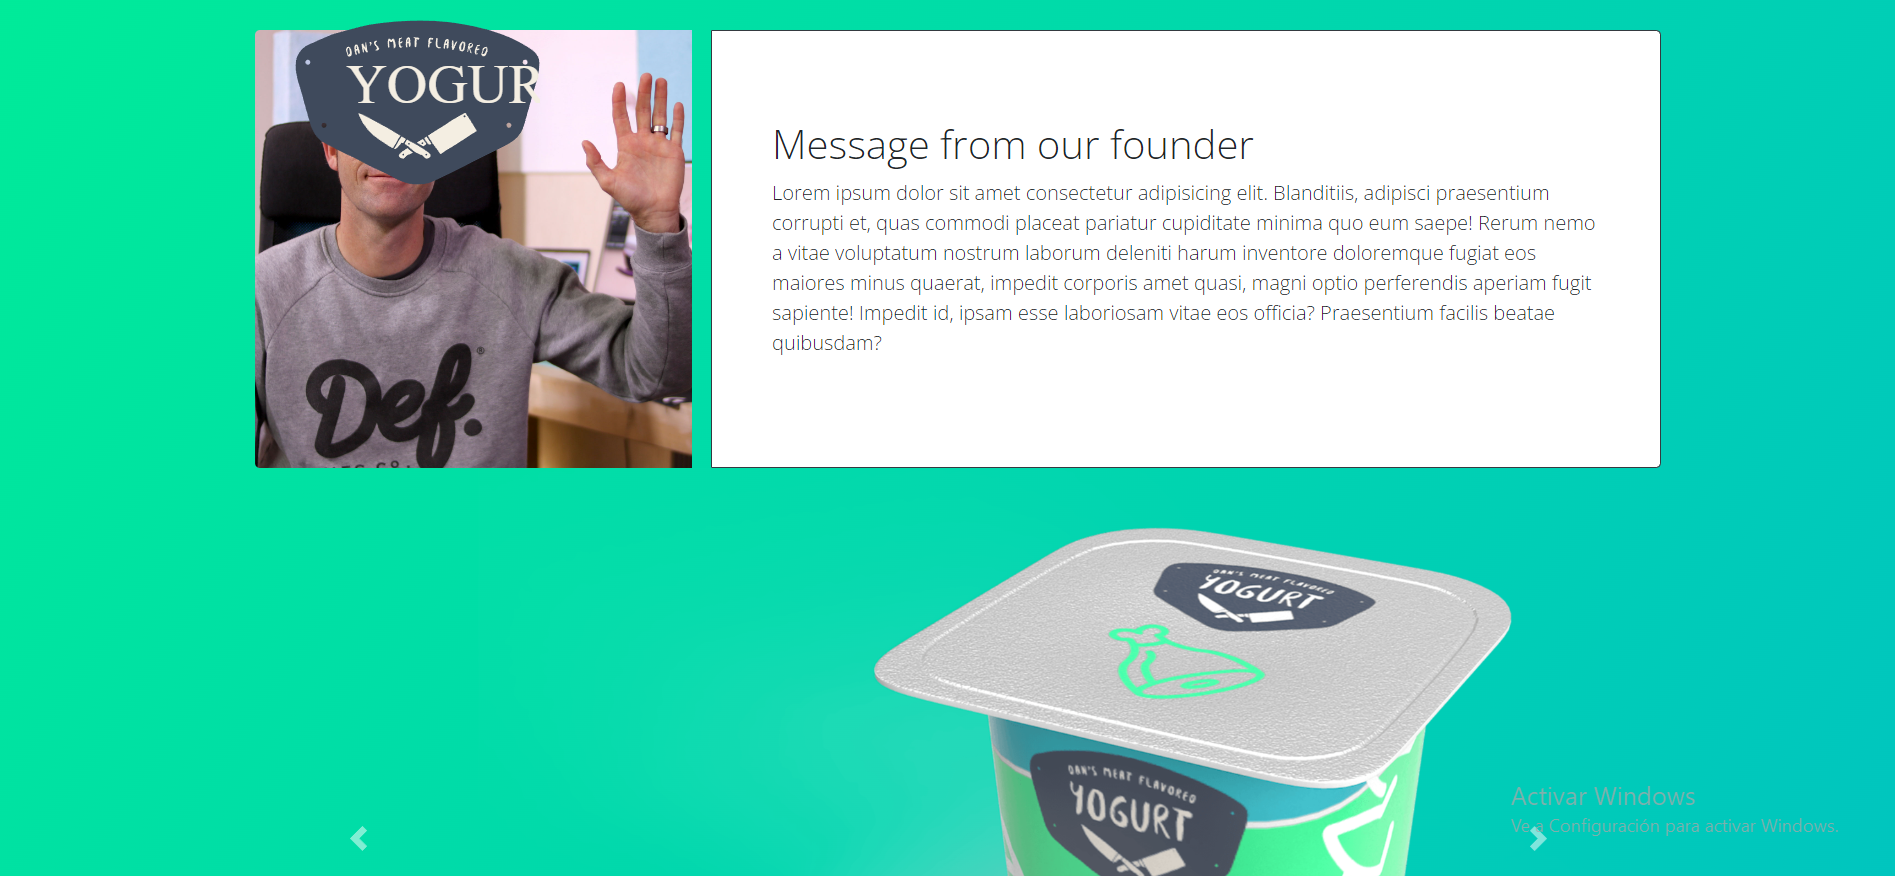 DAN'S MEAT FLAVORED
YOGUR
Message from our founder
Lorem ipsum dolor sit amet consectetur adipisicing elit. Blanditiis, adipisci praesentium
corrupti et, quas commodi placeat pariatur cupiditate minima quo eum saepe! Rerum nemo
a vitae voluptatum nostrum laborum deleniti harum inventore doloremque fugiat eos
maiores minus quaerat, impedit corporis amet quasi, magni optio perferendis aperiam fugit
sapiente! Impedit id, ipsam esse laboriosam vitae eos officia? Praesentium facilis beatae
quibusdam?
Def.®
DAN'S MEAT FLAVORED
YOGURT
DAN'S MEAT FLAVORED
YOGURT
Activar Windows
Ve a Configuración para activar Windows.